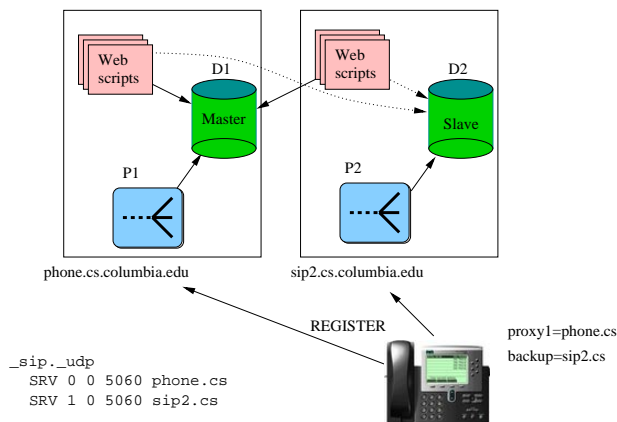 Web
scripts
D1
Master
P1
phone.cs.columbia.edu
Web
scripts
D2
Slave
P2
sip2.cs.columbia.edu
REGISTER
proxy1=phone.cs
backup=sip2.cs
_sip._udp
SRV 0 0 5060 phone.cs
SRV 1 0 5060 sip2.cs